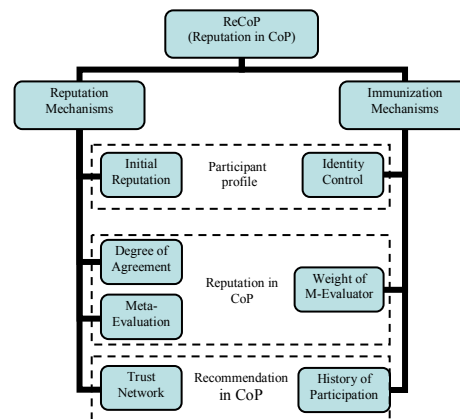 ReCoP
(Reputation in CoP)
Reputation
Mechanisms
Immunization
Mechanisms
Initial
Reputation
Participant
profile
Identity
Control
Degree of
Agreement
Meta-
Evaluation
Reputation in
CoP
Weight of
M-Evaluator
Trust
Network
Recommendation
in CoP
History of
Participation